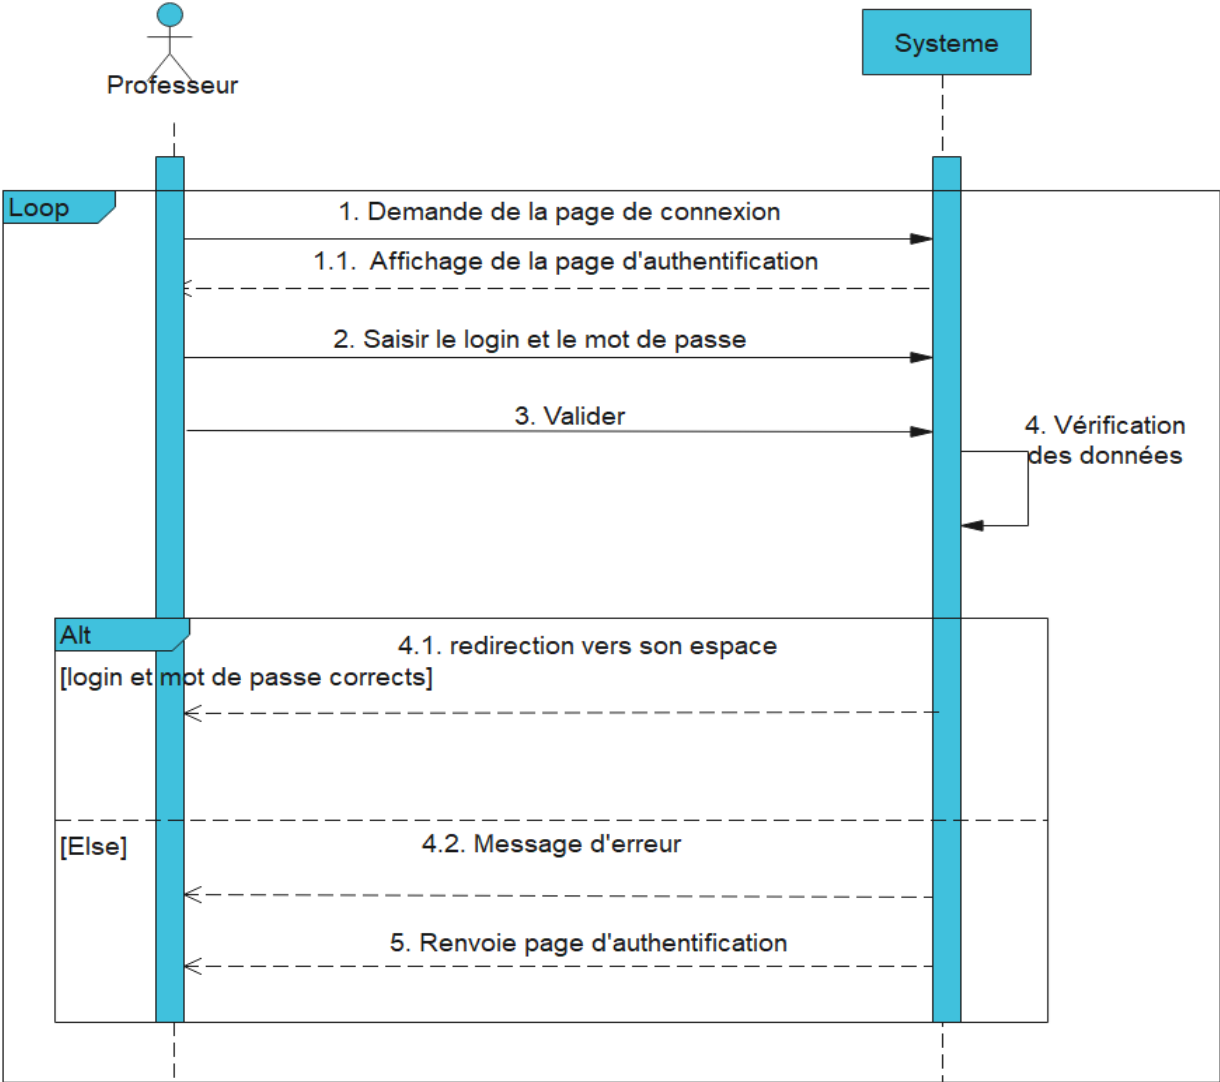 Professeur
Systeme
Loop
1. Demande de la page de connexion
1.1. Affichage de la page d'authentification
2. Saisir le login et le mot de passe
3. Valider
4. Vérification
des données
Alt
4.1. redirection vers son espace
[login et mot de passe corrects]
[Else]
4.2. Message d'erreur
5. Renvoie page d'authentification